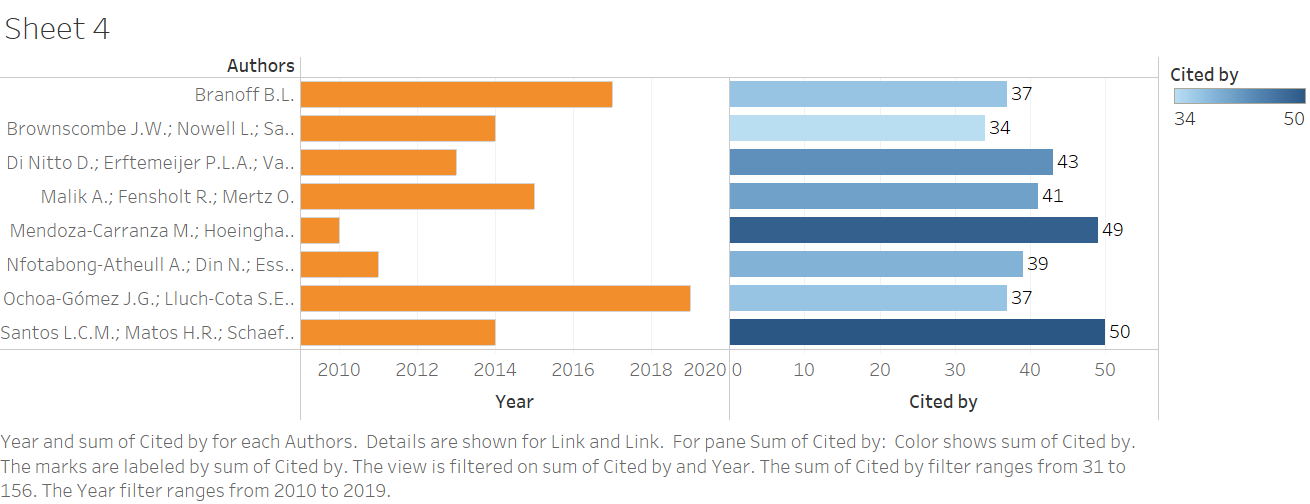 Sheet 4
Authors
Cited by
Branoff B.L. 37
34 50
Brownscombe J.W.; Nowell L.; Sa.. 34
Di Nitto D.; Erftemeijer P.L.A.; Va.. 43
Malik A.; Fensholt R.; Mertz O. 41
Mendoza-Carranza M.; Hoeingha.. 49
Nfotabong-Atheull A.; Din N.; Ess.. 39
Ochoa-Gómez J.G.; Lluch-Cota S.E.. 37
Santos L.C.M.; Matos H.R.; Schaef.. 50
2010 2012 2014 2016 2018 2020 0 10 20 30 40 50
Year Cited by
Year and sum of Cited by for each Authors.  Details are shown for Link and Link.  For pane Sum of Cited by:  Color shows sum of Cited by.
The marks are labeled by sum of Cited by. The view is filtered on sum of Cited by and Year. The sum of Cited by filter ranges from 31 to
156. The Year filter ranges from 2010 to 2019.